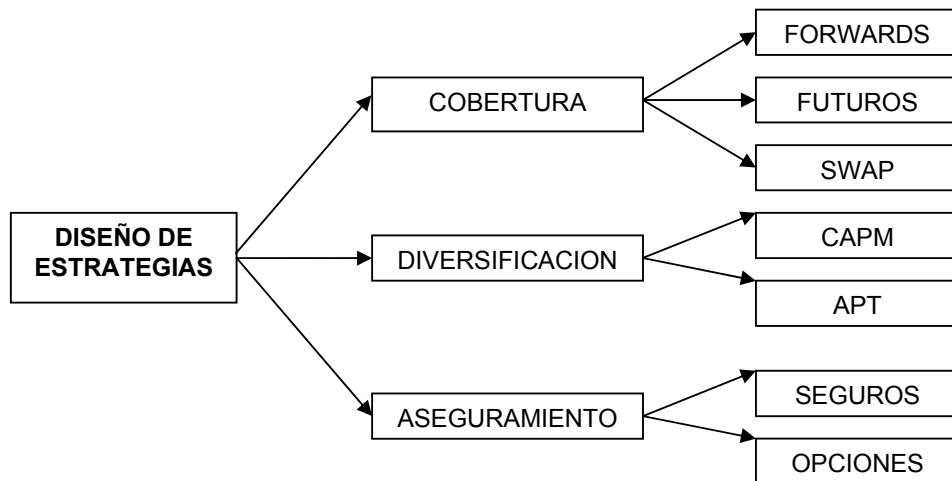 DISEÑO DE
ESTRATEGIAS
COBERTURA
FORWARDS
FUTUROS
SWAP
DIVERSIFICACION
CAPM
APT
ASEGURAMIENTO
SEGUROS
OPCIONES